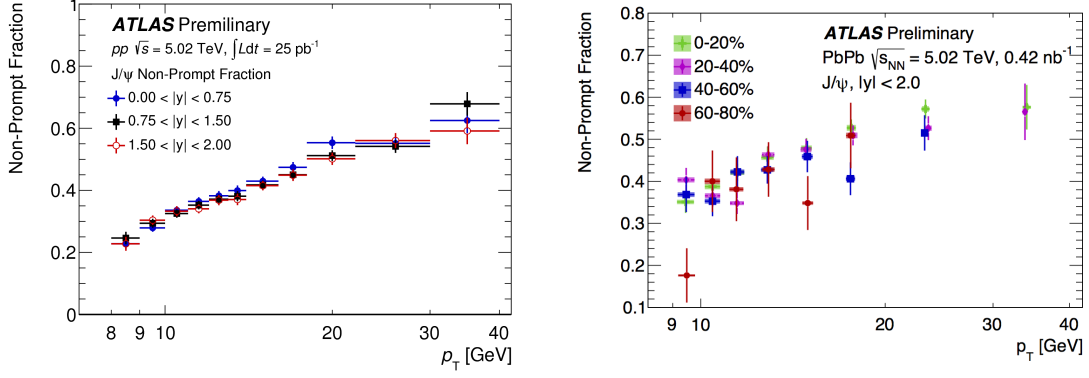 ATLAS Premilinary
pp √s = 5.02 TeV, ∫Ldt = 25 pb⁻¹
J/ψ Non-Prompt Fraction
0.00 < |y| < 0.75
0.75 < |y| < 1.50
1.50 < |y| < 2.00
Non-Prompt Fraction
1
0.8
0.6
0.4
0.2
0
8 9 10 20 30 40
p_T [GeV]
ATLAS Preliminary
PbPb √s_NN = 5.02 TeV, 0.42 nb⁻¹
J/ψ, |y| < 2.0
0-20%
20-40%
40-60%
60-80%
Non-Prompt Fraction
0.8
0.7
0.6
0.5
0.4
0.3
0.2
0.1
9 10 20 30 40
p_T [GeV]